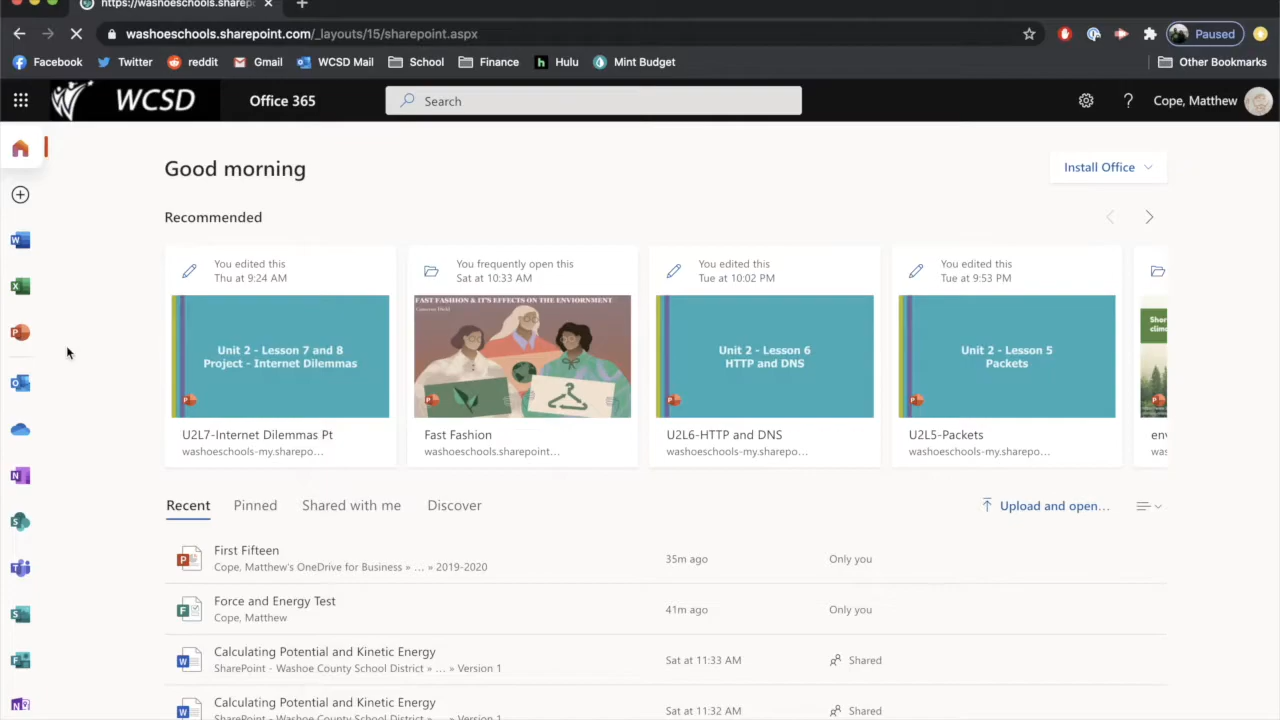 https://washoeschools.sharepo
washoeschools.sharepoint.com/_layouts/15/sharepoint.aspx
Paused
Facebook
Twitter
reddit
Gmail
WCSD Mail
School
Finance
Hulu
Mint Budget
Other Bookmarks
WCSD
Office 365
Search
Cope, Matthew
Good morning
Install Office
Recommended
You edited this
Thu at 9:24 AM
Unit 2 - Lesson 7 and 8
Project - Internet Dilemmas
U2L7-Internet Dilemmas Pt
washoeschools-my.sharepo...
You frequently open this
Sat at 10:33 AM
FAST FASHION & IT'S EFFECTS ON THE ENVIORNMENT
Fast Fashion
washoeschools.sharepoint...
You edited this
Tue at 10:02 PM
Unit 2 - Lesson 6
HTTP and DNS
U2L6-HTTP and DNS
washoeschools-my.sharepo...
You edited this
Tue at 9:53 PM
Unit 2 - Lesson 5
Packets
U2L5-Packets
washoeschools-my.sharepo...
Recent
Pinned
Shared with me
Discover
Upload and open...
First Fifteen
Cope, Matthew's OneDrive for Business » ... » 2019-2020
35m ago
Only you
Force and Energy Test
Cope, Matthew
41m ago
Only you
Calculating Potential and Kinetic Energy
SharePoint - Washoe County School District » ... » Version 1
Sat at 11:33 AM
Shared
Calculating Potential and Kinetic Energy
SharePoint - Washoe County School District » ... » Version 1
Sat at 11:32 AM
Shared